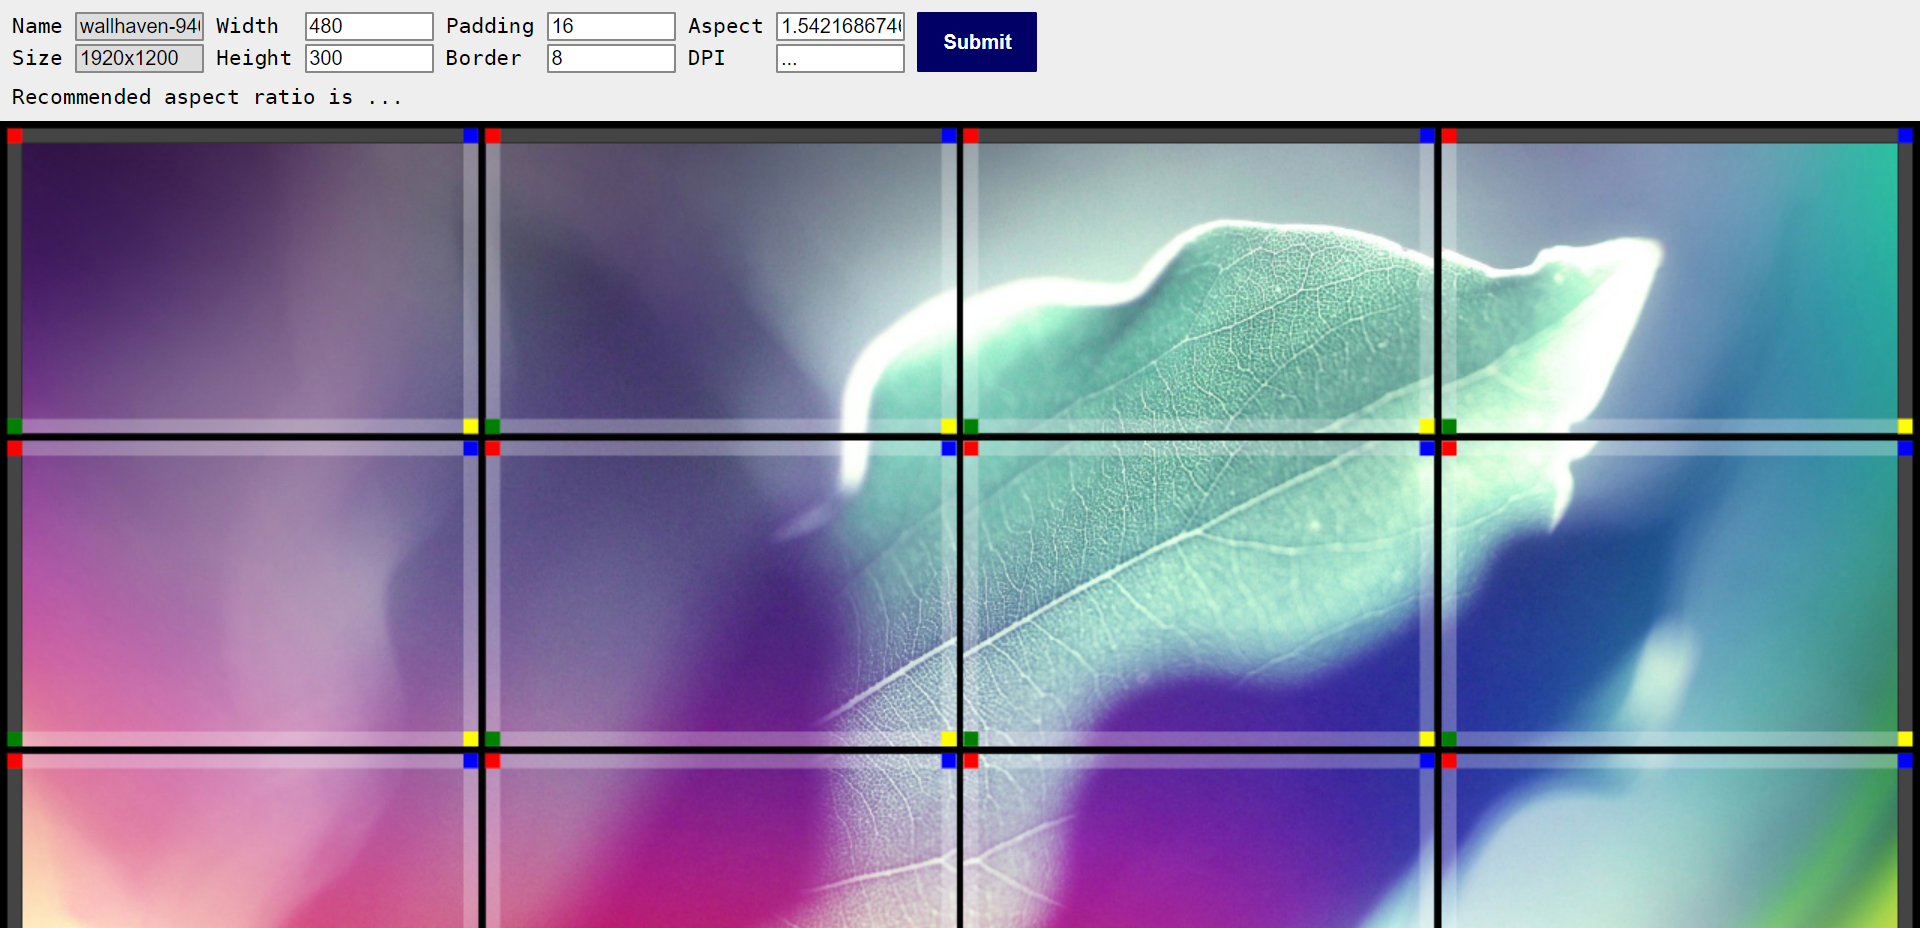 Name wallhaven-94 Width 480 Padding 16 Aspect 1.542168674 Submit
Size 1920x1200 Height 300 Border 8 DPI ...
Recommended aspect ratio is ...